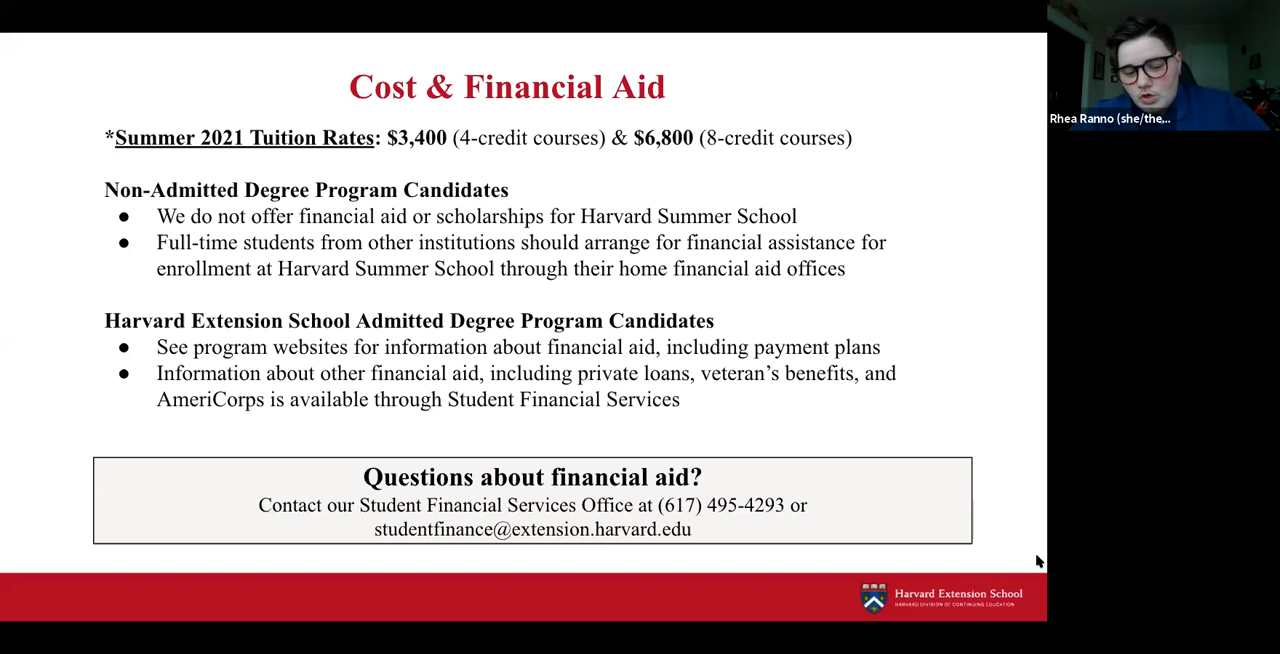 Cost & Financial Aid
*Summer 2021 Tuition Rates: $3,400 (4-credit courses) & $6,800 (8-credit courses)
Non-Admitted Degree Program Candidates
● We do not offer financial aid or scholarships for Harvard Summer School
● Full-time students from other institutions should arrange for financial assistance for
enrollment at Harvard Summer School through their home financial aid offices
Harvard Extension School Admitted Degree Program Candidates
● See program websites for information about financial aid, including payment plans
● Information about other financial aid, including private loans, veteran’s benefits, and
AmeriCorps is available through Student Financial Services
Questions about financial aid?
Contact our Student Financial Services Office at (617) 495-4293 or
studentfinance@extension.harvard.edu
Harvard Extension School
HARVARD DIVISION OF CONTINUING EDUCATION
Rhea Ranno (she/the...